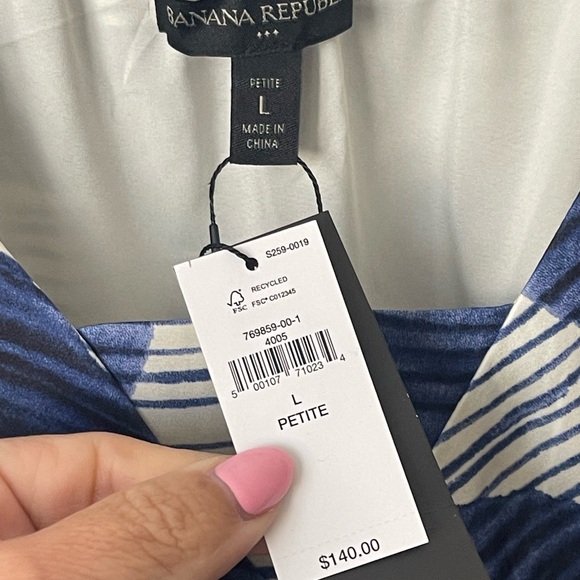 BANANA REPUBLIC
PETITE
L
MADE IN
CHINA
S259-0019
RECYCLED
FSC
FSC® C012345
769859-00-1
4005
5 00107 71023 4
L
PETITE
$140.00